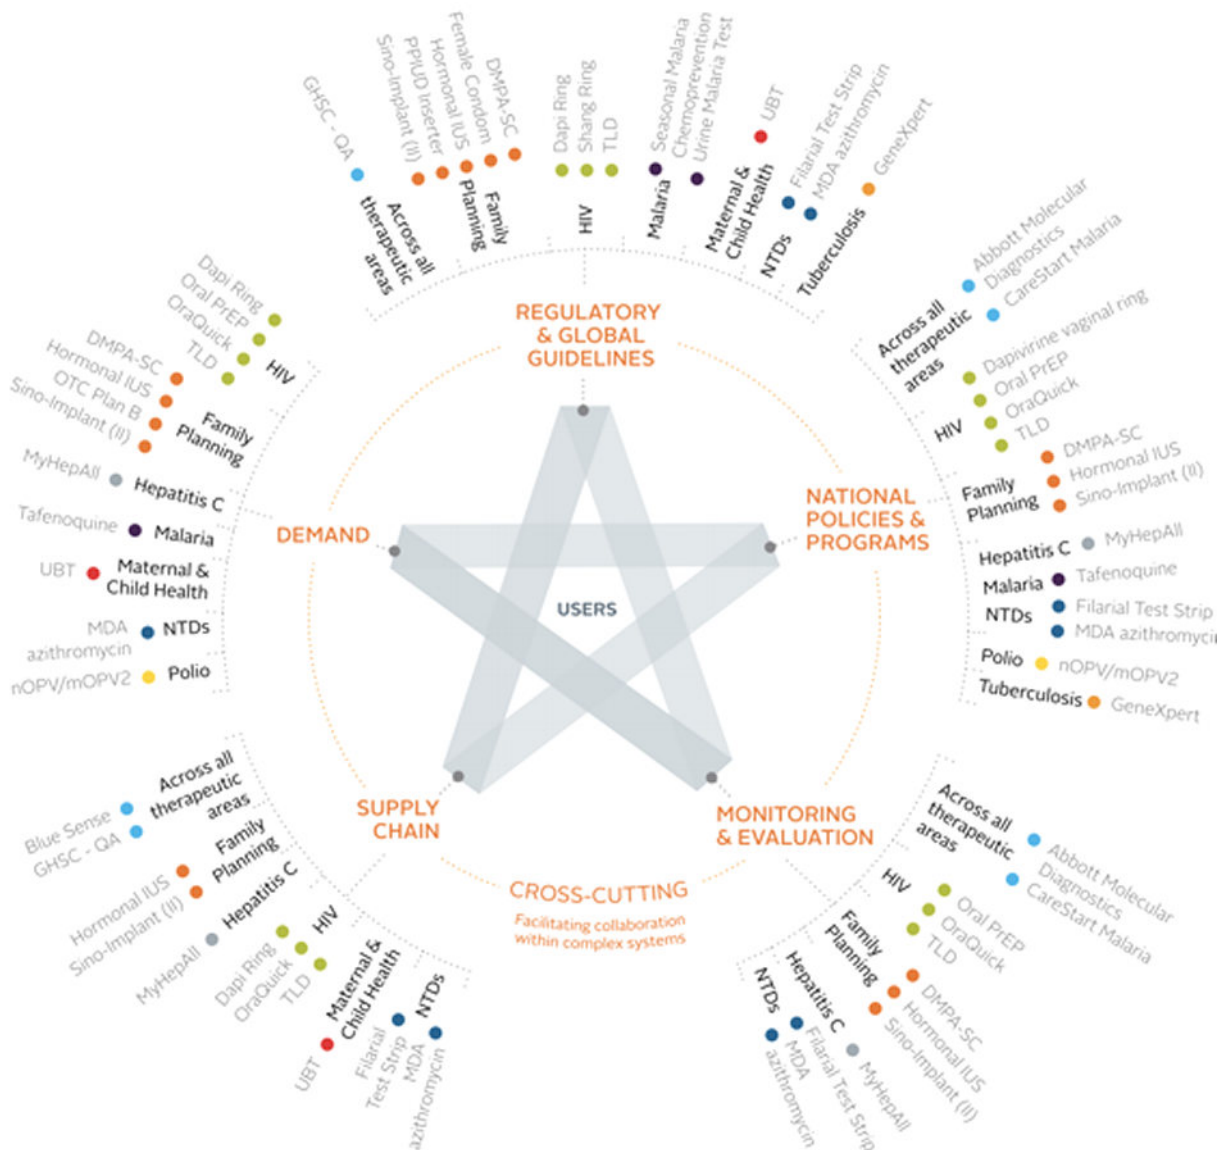 REGULATORY
& GLOBAL
GUIDELINES
Across all
therapeutic
areas
GHSC - QA
Family
Planning
Sino-Implant (II)
PPIUD Inserter
Hormonal IUS
Female Condom
DMPA-SC
HIV
Dapi Ring
Shang Ring
TLD
Malaria
Seasonal Malaria
Chemoprevention
Urine Malaria Test
Maternal &
Child Health
UBT
NTDs
Filarial Test Strip
MDA azithromycin
Tuberculosis
GeneXpert
NATIONAL
POLICIES &
PROGRAMS
Across all
therapeutic
areas
Abbott Molecular
Diagnostics
CareStart Malaria
HIV
Dapivirine vaginal ring
Oral PrEP
OraQuick
TLD
Family
Planning
DMPA-SC
Hormonal IUS
Sino-Implant (II)
Hepatitis C
MyHepAll
Malaria
Tafenoquine
NTDs
Filarial Test Strip
MDA azithromycin
Polio
nOPV/mOPV2
Tuberculosis
GeneXpert
MONITORING
& EVALUATION
Across all
therapeutic
areas
Abbott Molecular
Diagnostics
CareStart Malaria
HIV
Oral PrEP
OraQuick
TLD
Family
Planning
DMPA-SC
Hormonal IUS
Sino-Implant (II)
Hepatitis C
MyHepAll
NTDs
Filarial Test Strip
MDA
azithromycin
CROSS-CUTTING
Facilitating collaboration
within complex systems
SUPPLY
CHAIN
Across all
therapeutic
areas
Blue Sense
GHSC - QA
Family
Planning
Hormonal IUS
Sino-Implant (II)
Hepatitis C
MyHepAll
HIV
Dapi Ring
OraQuick
TLD
Maternal &
Child Health
UBT
NTDs
Filarial
Test Strip
MDA
azithromycin
DEMAND
HIV
Dapi Ring
Oral PrEP
OraQuick
TLD
Family
Planning
DMPA-SC
Hormonal IUS
OTC Plan B
Sino-Implant (II)
Hepatitis C
MyHepAll
Malaria
Tafenoquine
Maternal &
Child Health
UBT
NTDs
MDA
azithromycin
Polio
nOPV/mOPV2
USERS